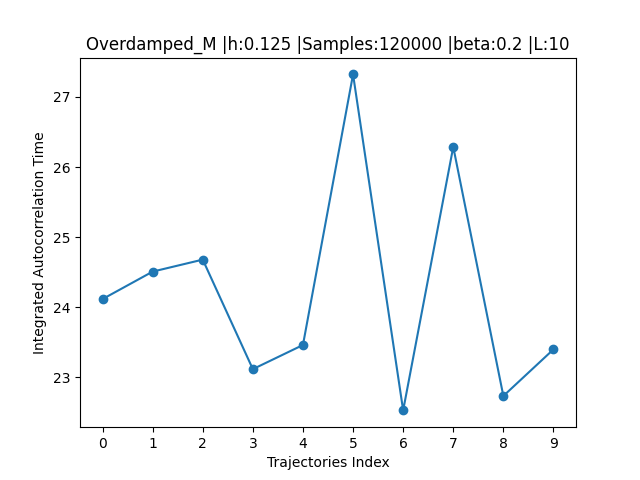 Overdamped_M |h:0.125 |Samples:120000 |beta:0.2 |L:10
27
26
25
24
23
Integrated Autocorrelation Time
0 1 2 3 4 5 6 7 8 9
Trajectories Index